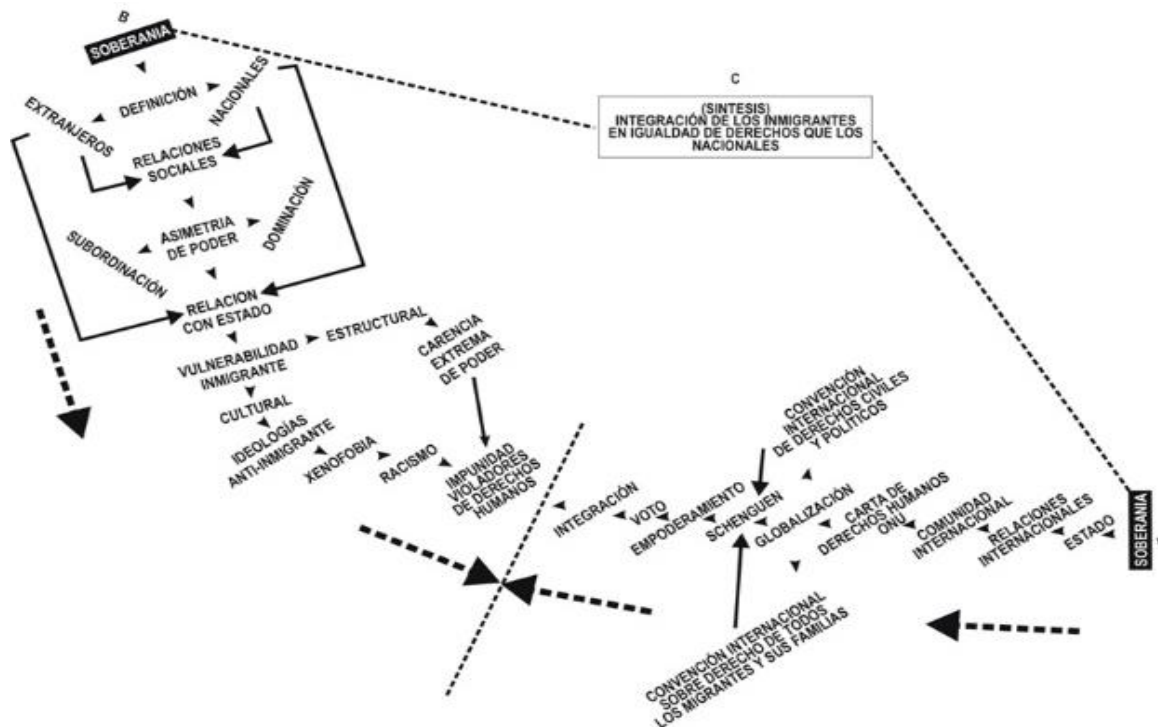 B
SOBERANIA
DEFINICIÓN
EXTRANJEROS
NACIONALES
RELACIONES
SOCIALES
ASIMETRIA
DE PODER
SUBORDINACIÓN
DOMINACIÓN
RELACION
CON ESTADO
VULNERABILIDAD
INMIGRANTE
ESTRUCTURAL
CARENCIA
EXTREMA
DE PODER
CULTURAL
IDEOLOGÍAS
ANTI-INMIGRANTE
XENOFOBIA
RACISMO
IMPUNIDAD
VIOLADORES
DE DERECHOS
HUMANOS
C
(SINTESIS)
INTEGRACIÓN DE LOS INMIGRANTES
EN IGUALDAD DE DERECHOS QUE LOS
NACIONALES
INTEGRACIÓN
VOTO
EMPODERAMIENTO
SCHENGUEN
CONVENCIÓN
INTERNACIONAL
DE DERECHOS CIVILES
Y POLITICOS
GLOBALIZACIÓN
CARTA DE
DERECHOS HUMANOS
ONU
COMUNIDAD
INTERNACIONAL
RELACIONES
INTERNACIONALES
ESTADO
SOBERANIA
CONVENCIÓN INTERNACIONAL
SOBRE DERECHO DE TODOS
LOS MIGRANTES Y SUS FAMILIAS